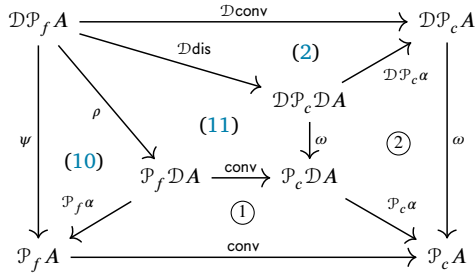 𝒟𝒫_f A 𝒟conv 𝒟𝒫_c A
𝒟dis (2) 𝒟𝒫_c α
𝒟𝒫_c 𝒟A
ψ ρ (11) ω ② ω
(10)
𝒫_f 𝒟A conv 𝒫_c 𝒟A
𝒫_f α ① 𝒫_c α
𝒫_f A conv 𝒫_c A